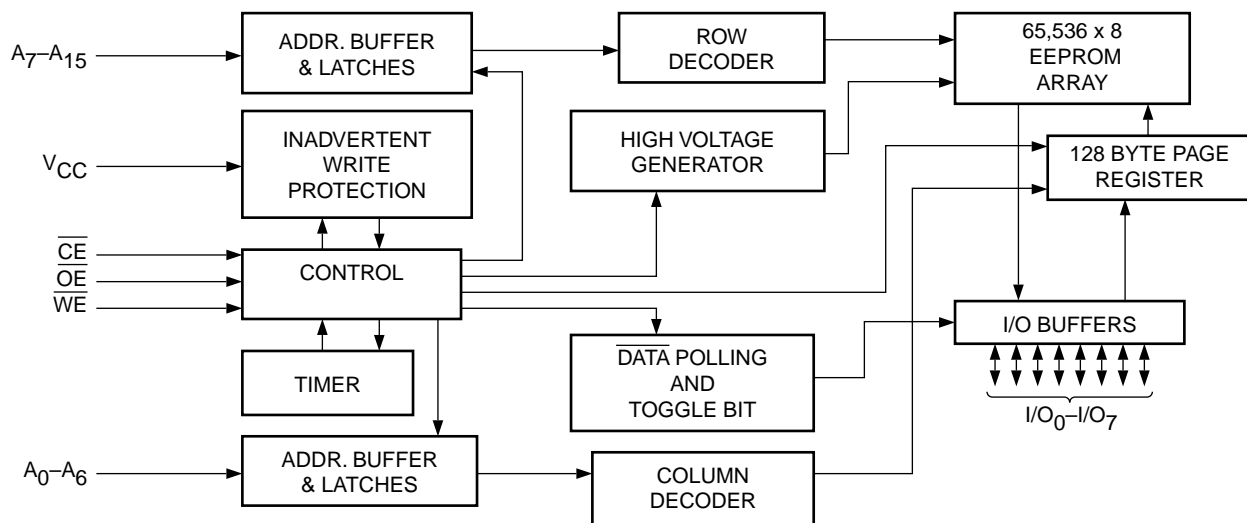 A7–A15
ADDR. BUFFER
& LATCHES
ROW
DECODER
65,536 x 8
EEPROM
ARRAY
VCC
INADVERTENT
WRITE
PROTECTION
HIGH VOLTAGE
GENERATOR
128 BYTE PAGE
REGISTER
CE
OE
WE
CONTROL
I/O BUFFERS
TIMER
DATA POLLING
AND
TOGGLE BIT
I/O0–I/O7
A0–A6
ADDR. BUFFER
& LATCHES
COLUMN
DECODER